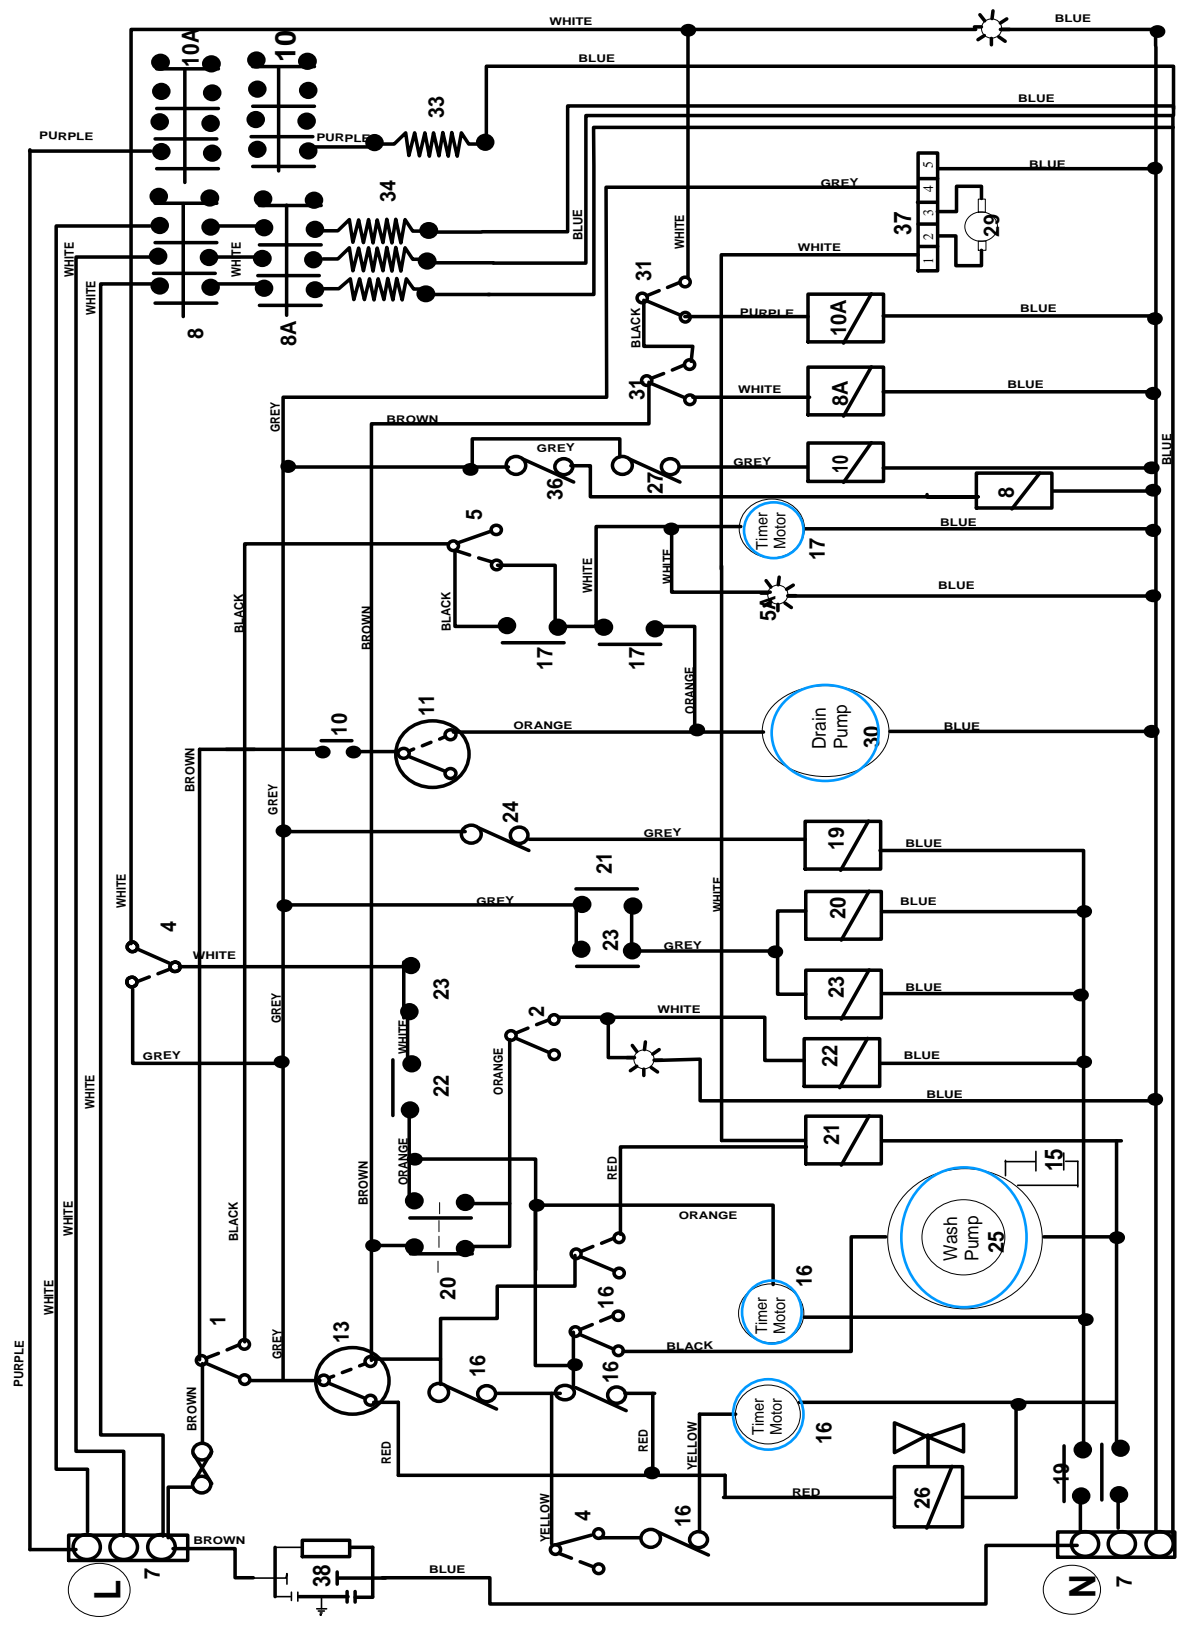 WHITE
BLUE
10A
10
BLUE
33
BLUE
PURPLE
PURPLE
GREY
5
4
3
2
1
37
29
34
WHITE
WHITE
WHITE
BLUE
WHITE
BLUE
WHITE
8
8A
31
BLACK
PURPLE
10A
BLUE
31
WHITE
8A
BLUE
GREY
BROWN
GREY
36
27
GREY
10
BLUE
8
5
Timer
Motor
17
BLUE
BLACK
BROWN
BLACK
WHITE
WHITE
5A
BLUE
17
17
ORANGE
10
11
ORANGE
Drain
Pump
30
BLUE
BROWN
GREY
24
GREY
19
BLUE
21
GREY
23
GREY
WHITE
20
BLUE
WHITE
4
WHITE
23
23
BLUE
GREY
WHITE
2
WHITE
GREY
22
ORANGE
22
BLUE
BLUE
WHITE
WHITE
BLACK
BROWN
ORANGE
RED
21
15
ORANGE
Wash
Pump
25
20
WHITE
1
GREY
13
16
Timer
Motor
16
BLACK
PURPLE
16
16
BROWN
RED
RED
YELLOW
Timer
Motor
16
RED
26
19
YELLOW
4
16
BROWN
L
7
38
BLUE
N
7